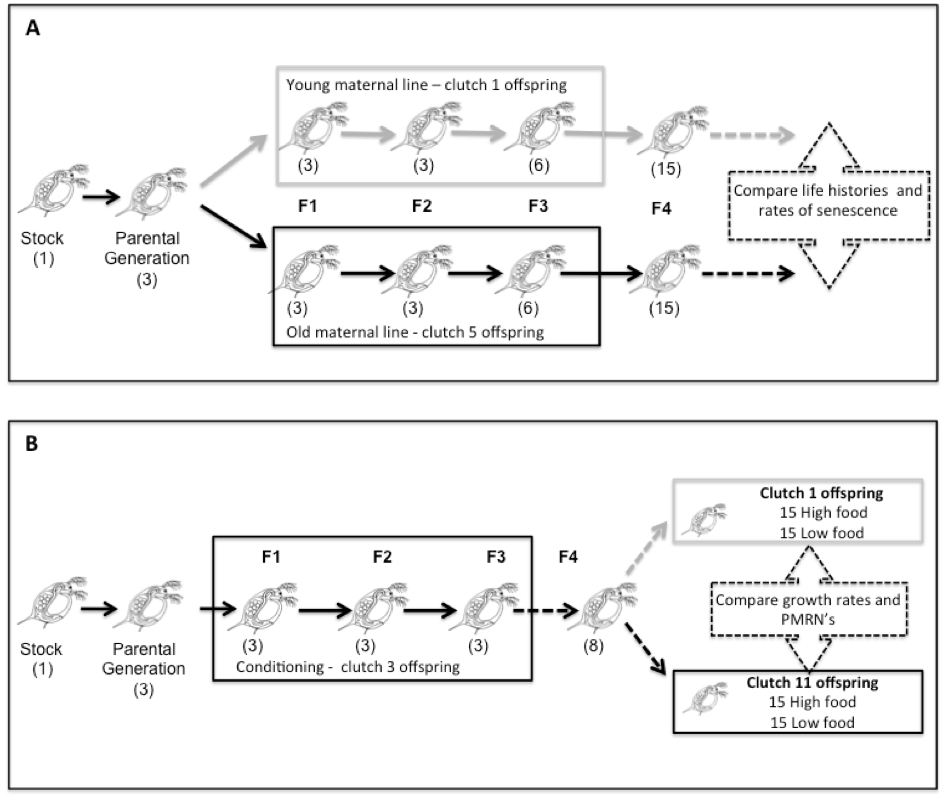 A
Young maternal line – clutch 1 offspring
(3)
(3)
(6)
(15)
Stock
(1)
Parental
Generation
(3)
F1
F2
F3
F4
Compare life histories and
rates of senescence
(3)
(3)
(6)
(15)
Old maternal line - clutch 5 offspring
B
F1
F2
F3
F4
Stock
(1)
Parental
Generation
(3)
(3)
(3)
(3)
(8)
Conditioning - clutch 3 offspring
Clutch 1 offspring
15 High food
15 Low food
Compare growth rates and
PMRN's
Clutch 11 offspring
15 High food
15 Low food